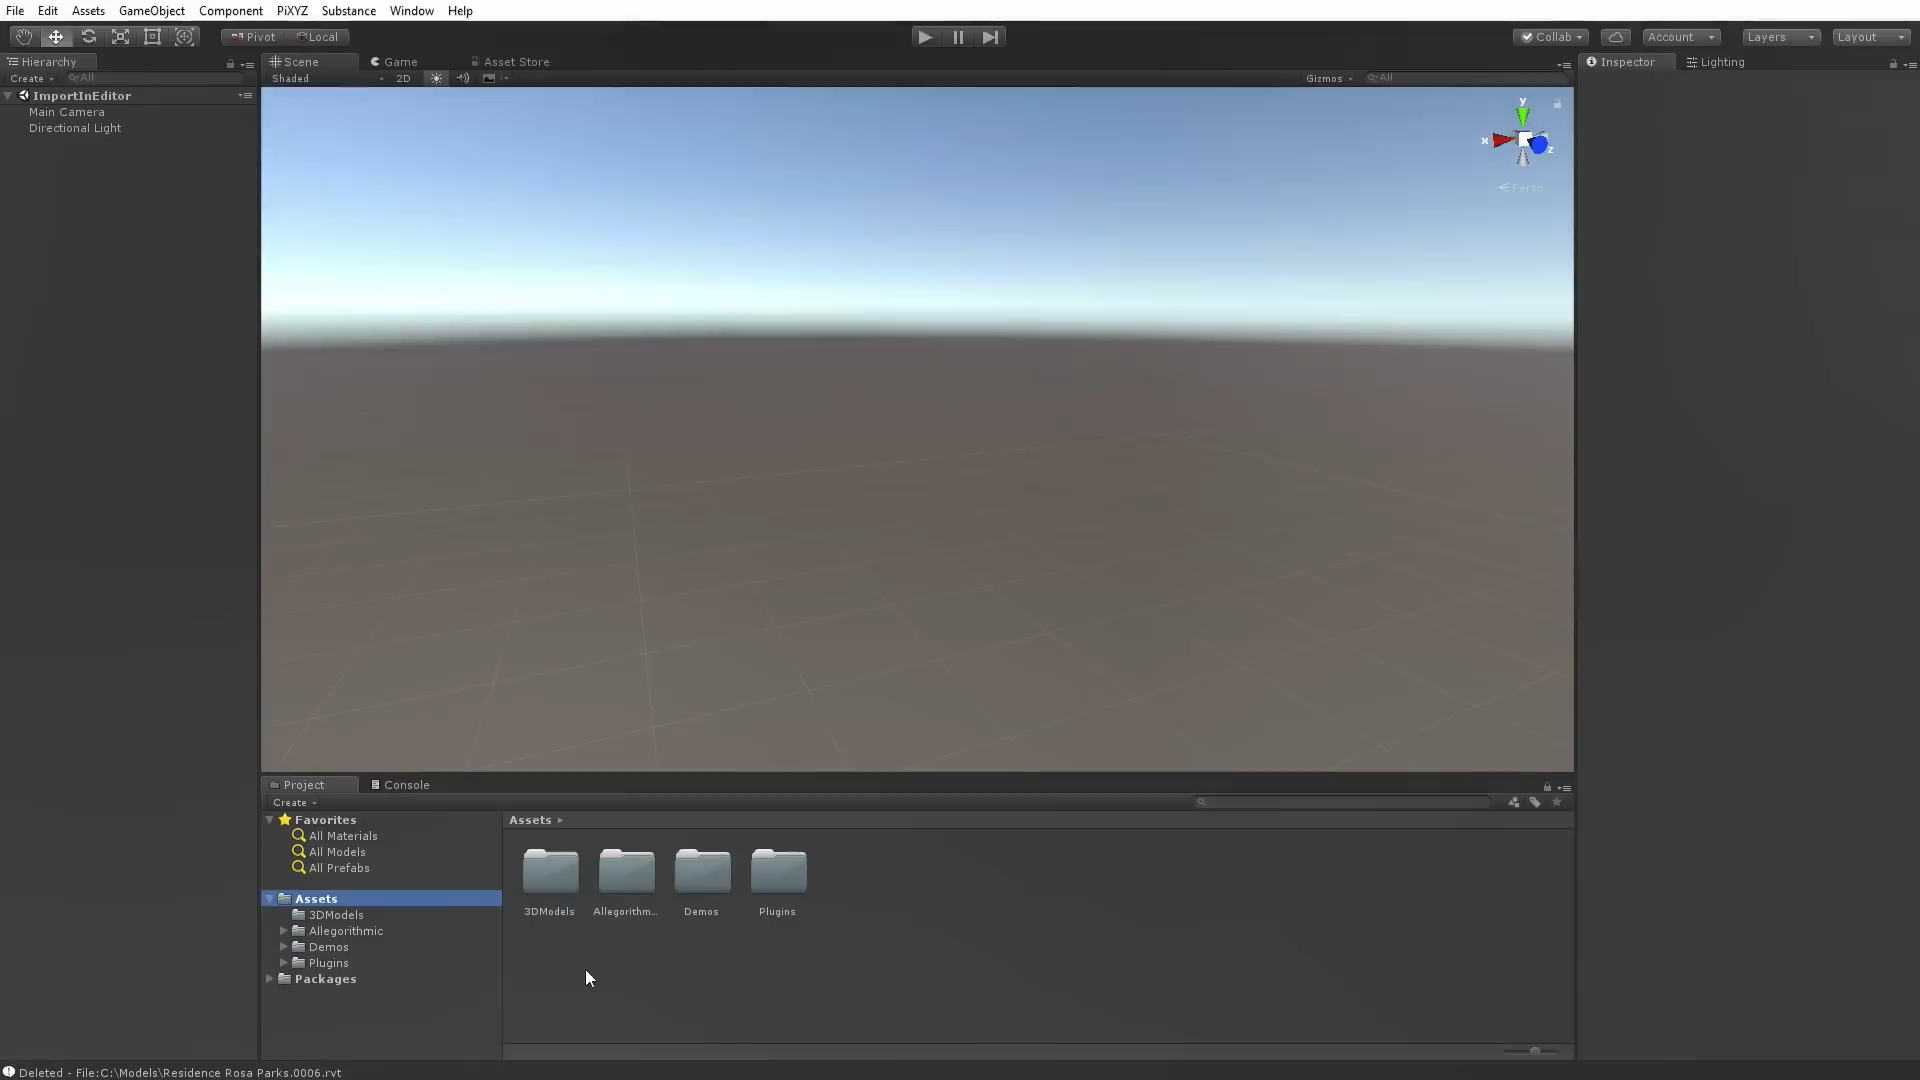 File Edit Assets GameObject Component PiXYZ Substance Window Help
Pivot Local
Collab Account Layers Layout
Hierarchy
Scene Game Asset Store
Inspector Lighting
Create All
Shaded 2D
Gizmos All
ImportInEditor
Main Camera
Directional Light
y
x
z
Persp
Project Console
Create
Favorites
All Materials
All Models
All Prefabs
Assets
3DModels
Allegorithmic
Demos
Plugins
Packages
Assets
3DModels Allegorithm... Demos Plugins
Deleted - File:C:\Models\Residence Rosa Parks.0006.rvt